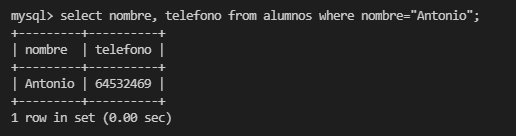 mysql> select nombre, telefono from alumnos where nombre="Antonio";
+---------+----------+
| nombre  | telefono |
+---------+----------+
| Antonio | 64532469 |
+---------+----------+
1 row in set (0.00 sec)